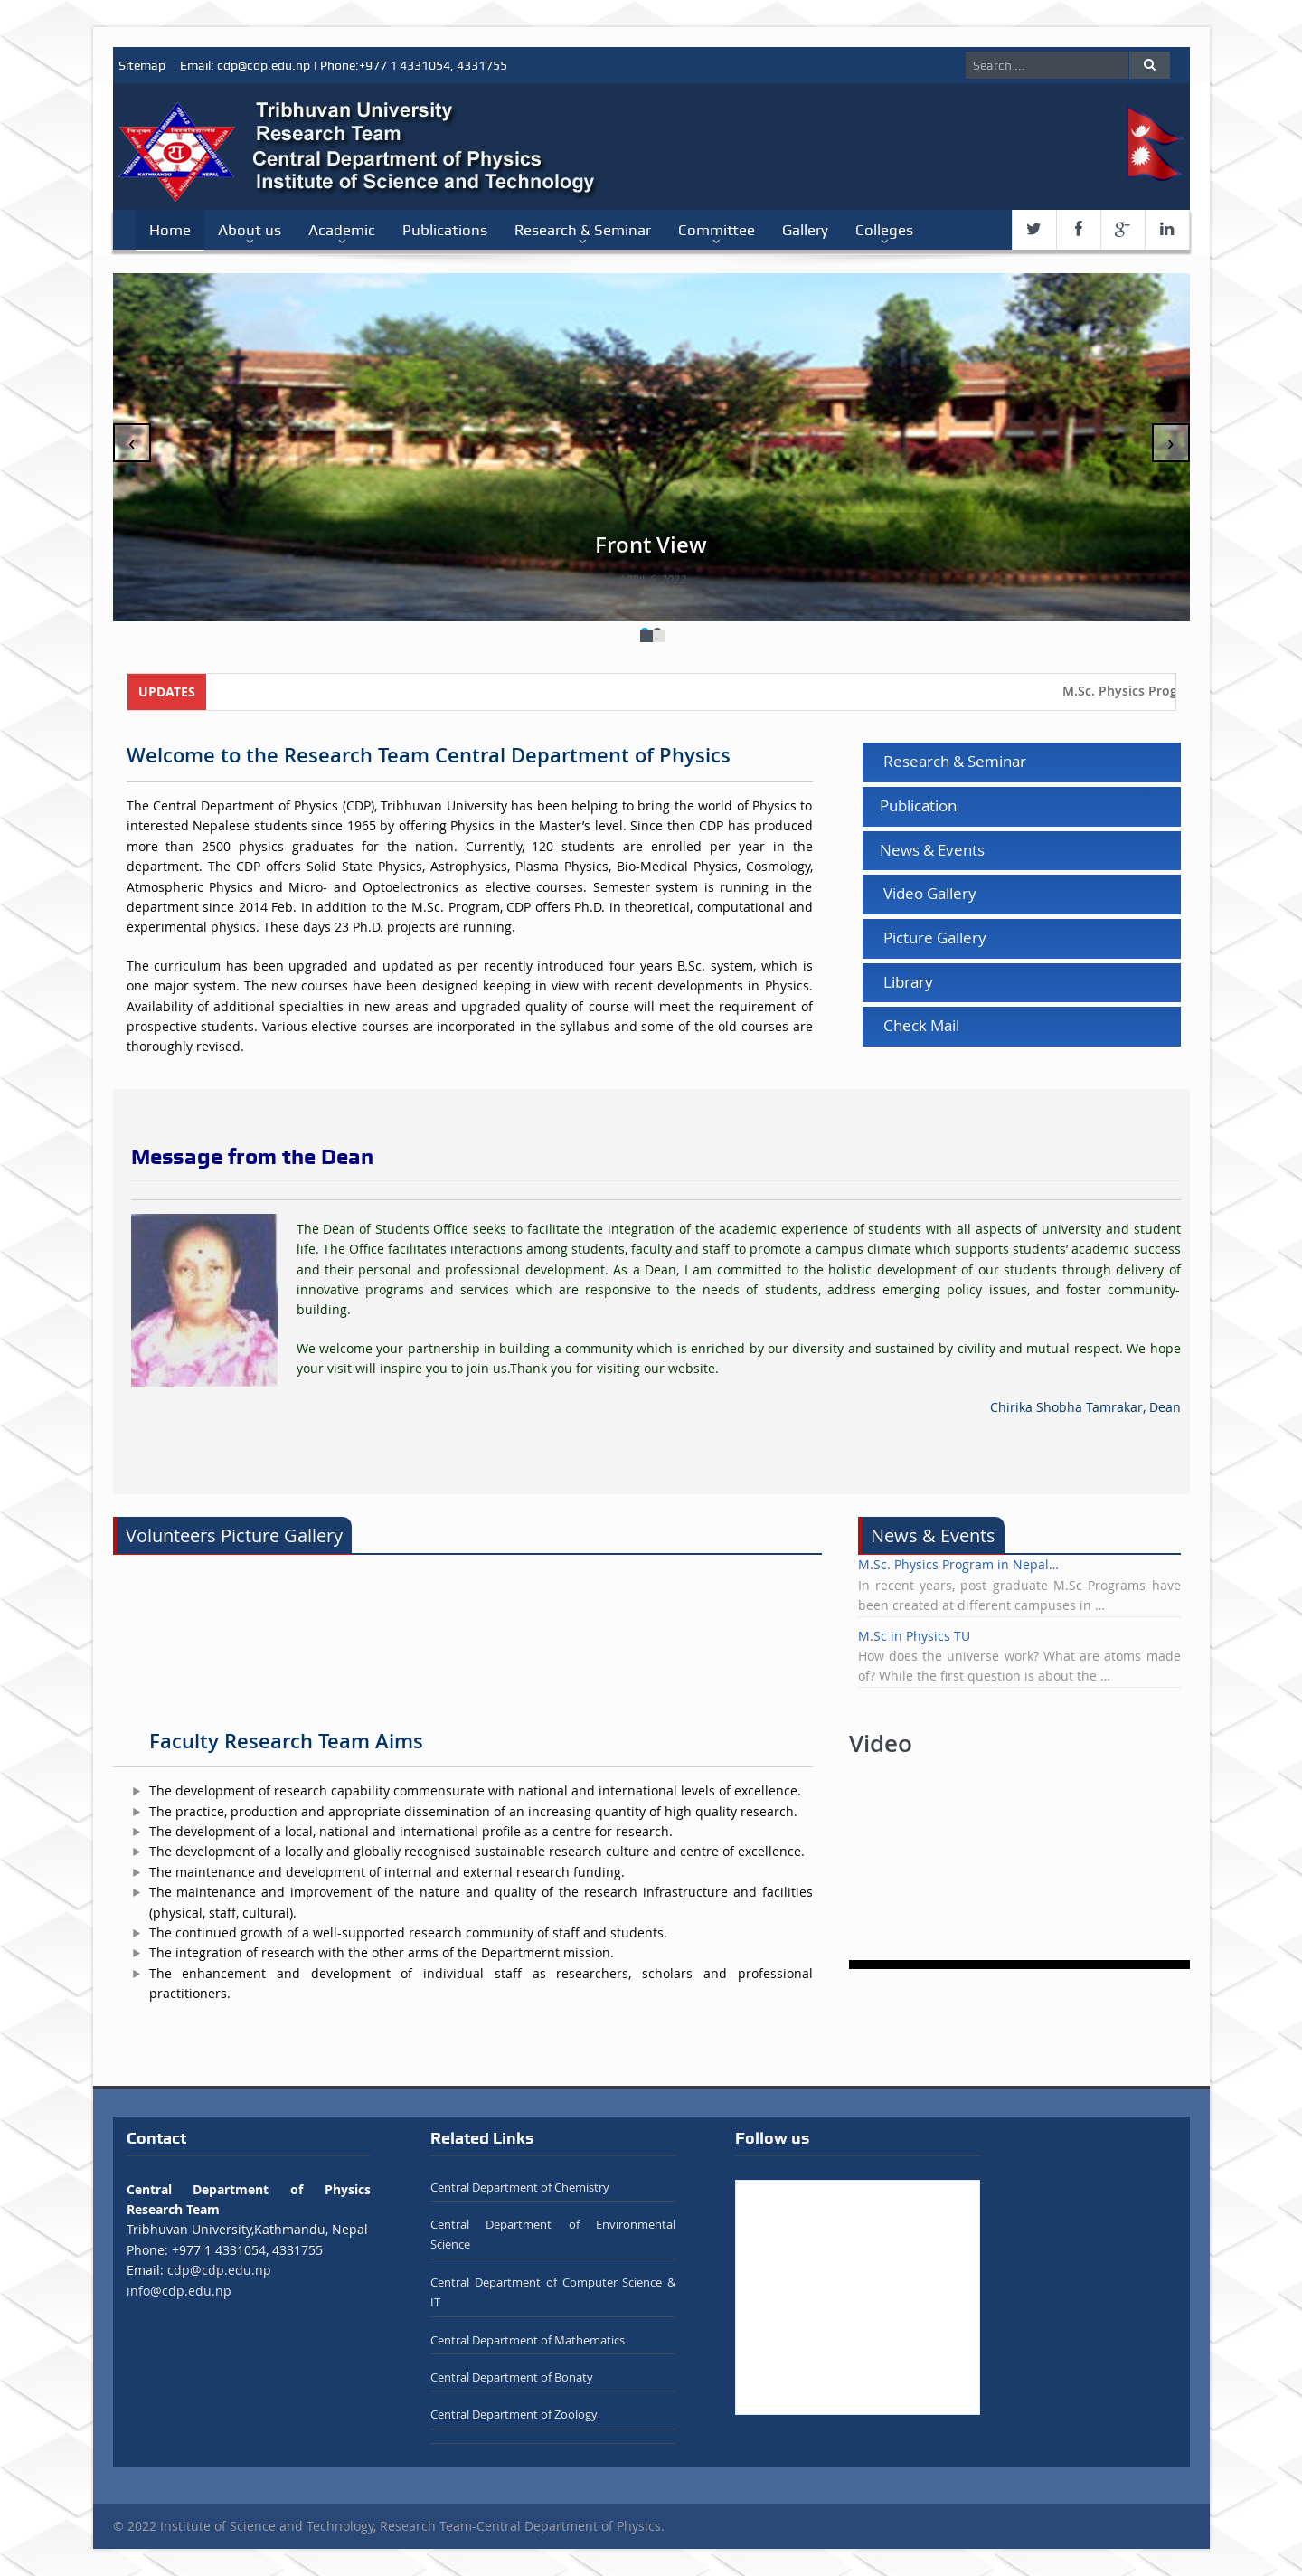 Sitemap | Email: cdp@cdp.edu.np | Phone:+977 1 4331054, 4331755
Search ...
Tribhuvan University
Research Team
Central Department of Physics
Institute of Science and Technology
Home About us Academic Publications Research & Seminar Committee Gallery Colleges
Front View
APRIL 6, 2022
UPDATES
M.Sc. Physics Prog
Welcome to the Research Team Central Department of Physics
The Central Department of Physics (CDP), Tribhuvan University has been helping to bring the world of Physics to
interested Nepalese students since 1965 by offering Physics in the Master’s level. Since then CDP has produced
more than 2500 physics graduates for the nation. Currently, 120 students are enrolled per year in the
department. The CDP offers Solid State Physics, Astrophysics, Plasma Physics, Bio-Medical Physics, Cosmology,
Atmospheric Physics and Micro- and Optoelectronics as elective courses. Semester system is running in the
department since 2014 Feb. In addition to the M.Sc. Program, CDP offers Ph.D. in theoretical, computational and
experimental physics. These days 23 Ph.D. projects are running.
The curriculum has been upgraded and updated as per recently introduced four years B.Sc. system, which is
one major system. The new courses have been designed keeping in view with recent developments in Physics.
Availability of additional specialties in new areas and upgraded quality of course will meet the requirement of
prospective students. Various elective courses are incorporated in the syllabus and some of the old courses are
thoroughly revised.
Research & Seminar
Publication
News & Events
Video Gallery
Picture Gallery
Library
Check Mail
Message from the Dean
The Dean of Students Office seeks to facilitate the integration of the academic experience of students with all aspects of university and student
life. The Office facilitates interactions among students, faculty and staff to promote a campus climate which supports students’ academic success
and their personal and professional development. As a Dean, I am committed to the holistic development of our students through delivery of
innovative programs and services which are responsive to the needs of students, address emerging policy issues, and foster community-
building.
We welcome your partnership in building a community which is enriched by our diversity and sustained by civility and mutual respect. We hope
your visit will inspire you to join us.Thank you for visiting our website.
Chirika Shobha Tamrakar, Dean
Volunteers Picture Gallery
News & Events
M.Sc. Physics Program in Nepal...
In recent years, post graduate M.Sc Programs have
been created at different campuses in ...
M.Sc in Physics TU
How does the universe work? What are atoms made
of? While the first question is about the ...
Faculty Research Team Aims
The development of research capability commensurate with national and international levels of excellence.
The practice, production and appropriate dissemination of an increasing quantity of high quality research.
The development of a local, national and international profile as a centre for research.
The development of a locally and globally recognised sustainable research culture and centre of excellence.
The maintenance and development of internal and external research funding.
The maintenance and improvement of the nature and quality of the research infrastructure and facilities
(physical, staff, cultural).
The continued growth of a well-supported research community of staff and students.
The integration of research with the other arms of the Departmernt mission.
The enhancement and development of individual staff as researchers, scholars and professional
practitioners.
Video
Contact
Central Department of Physics
Research Team
Tribhuvan University,Kathmandu, Nepal
Phone: +977 1 4331054, 4331755
Email: cdp@cdp.edu.np
info@cdp.edu.np
Related Links
Central Department of Chemistry
Central Department of Environmental
Science
Central Department of Computer Science &
IT
Central Department of Mathematics
Central Department of Bonaty
Central Department of Zoology
Follow us
© 2022 Institute of Science and Technology, Research Team-Central Department of Physics.